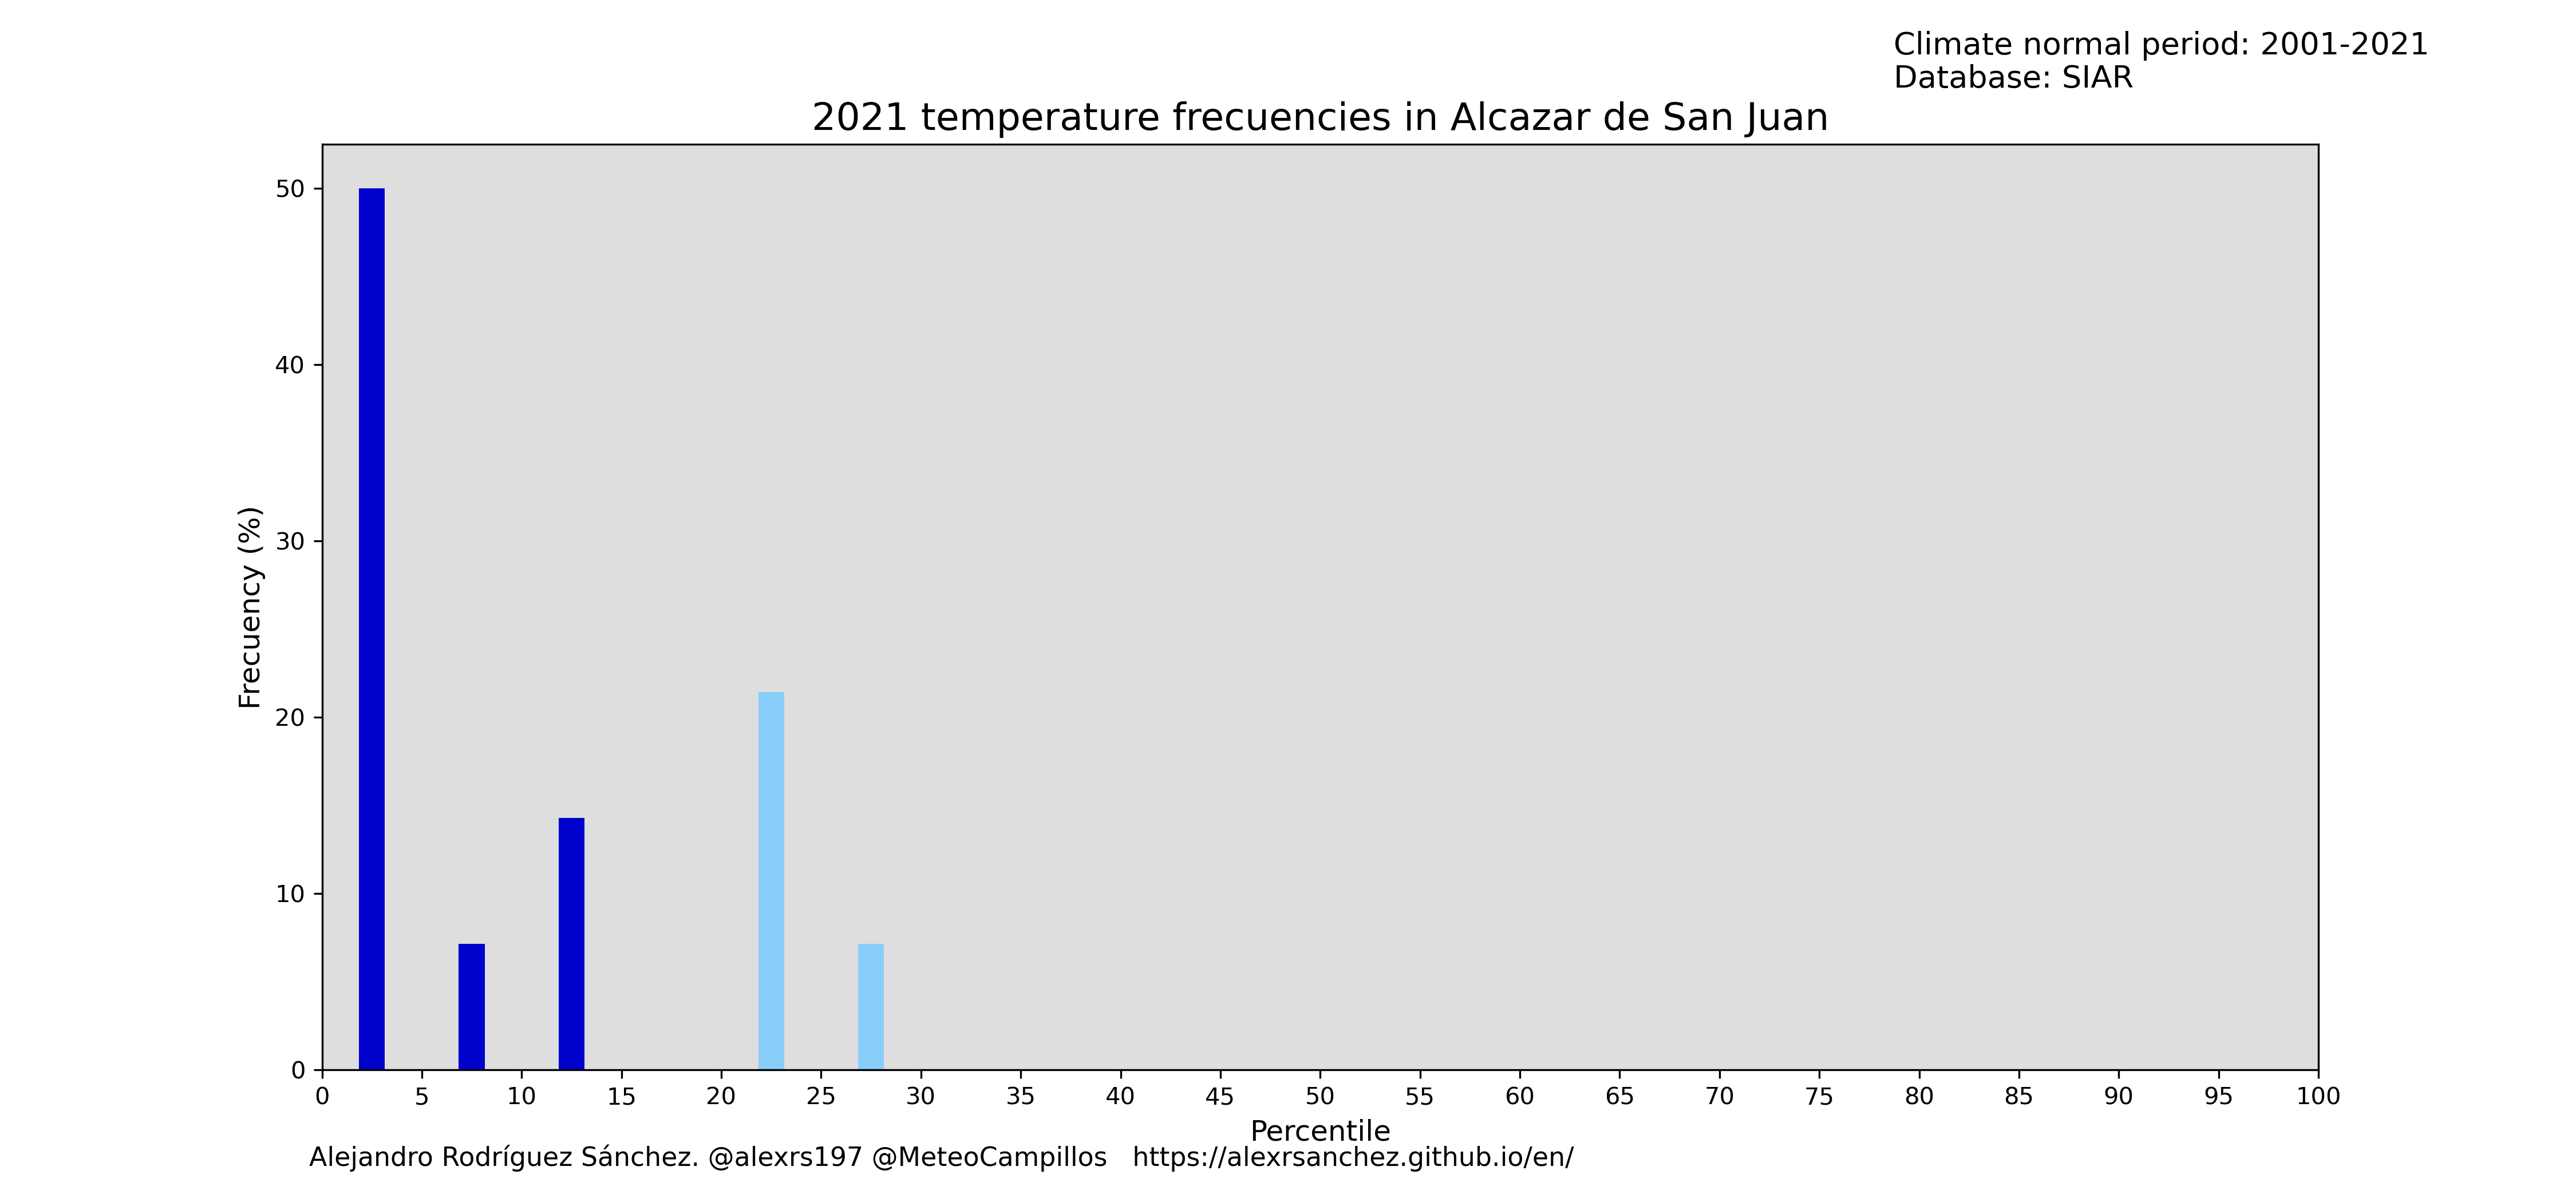 Climate normal period: 2001-2021
Database: SIAR
2021 temperature frecuencies in Alcazar de San Juan
Frecuency (%)
50
40
30
20
10
0
0 5 10 15 20 25 30 35 40 45 50 55 60 65 70 75 80 85 90 95 100
Percentile
Alejandro Rodríguez Sánchez. @alexrs197 @MeteoCampillos   https://alexrsanchez.github.io/en/